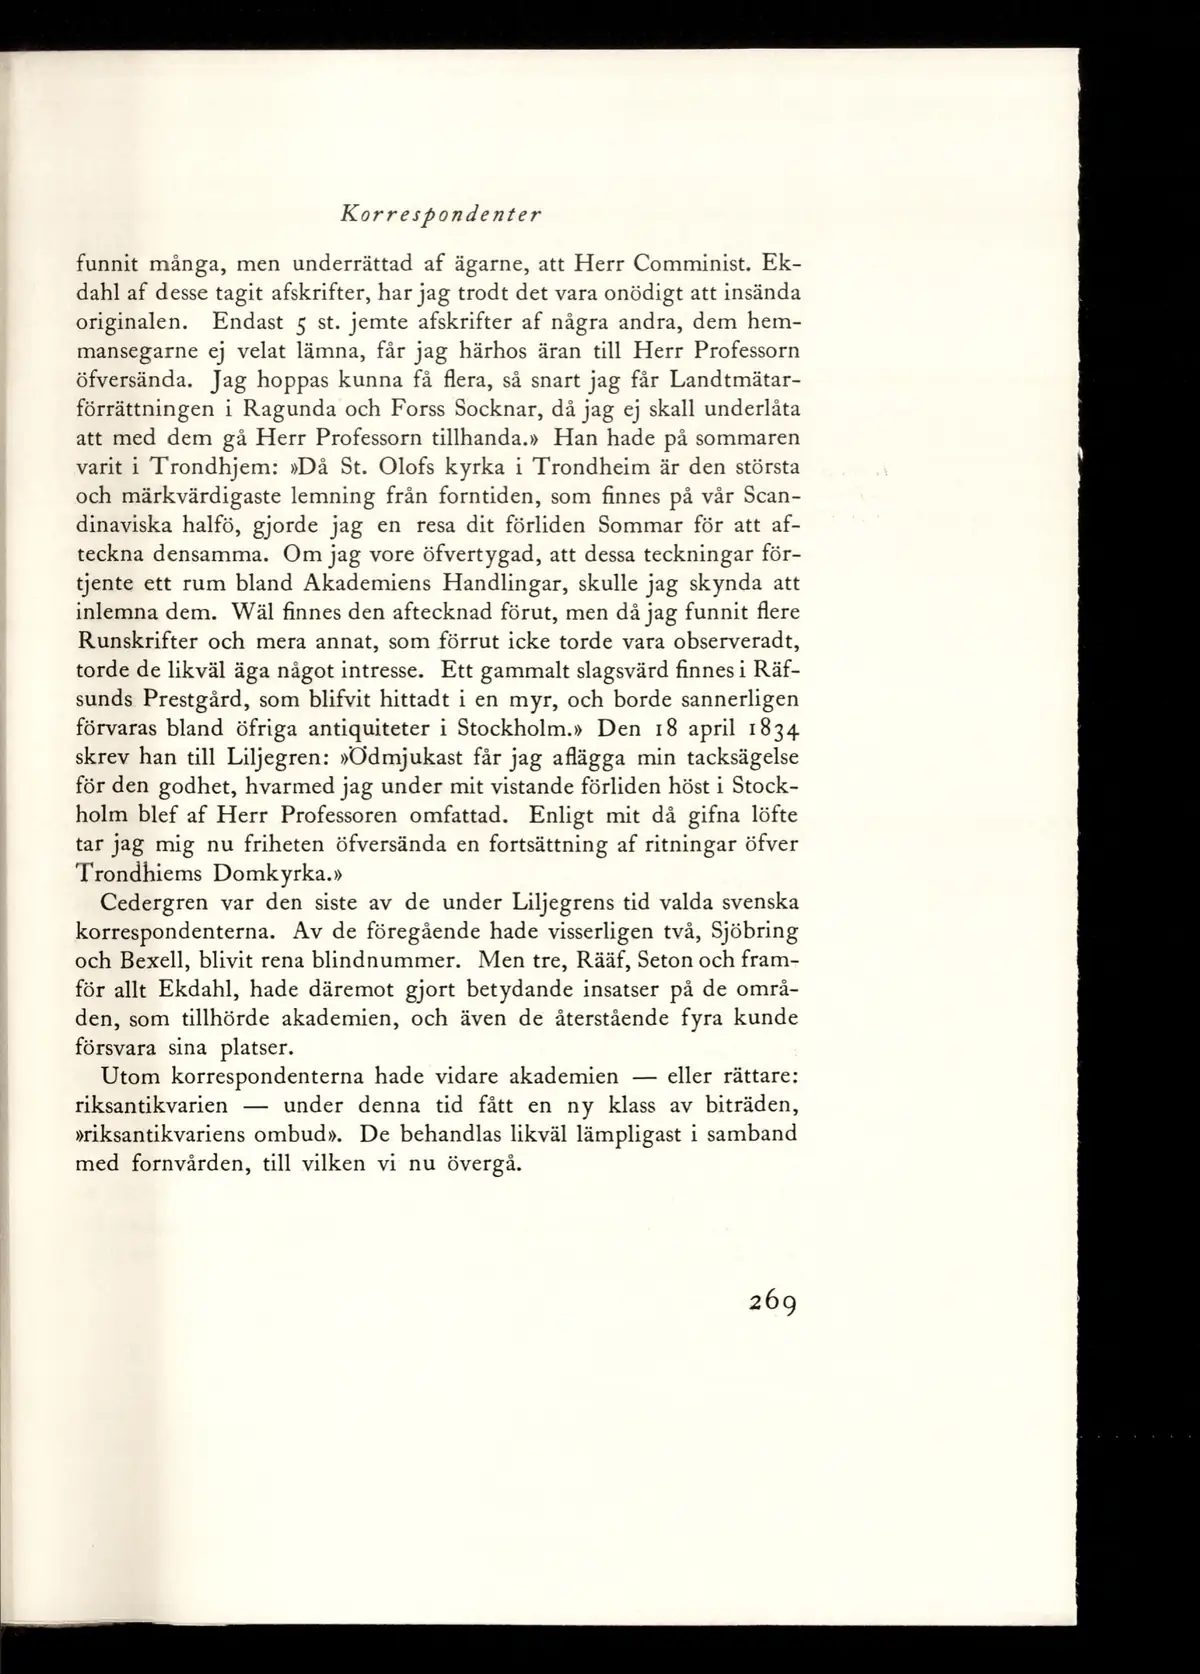 Korrespondenter
funnit många, men underrättad af ägarne, att Herr Comminist. Ek-
dahl af desse tagit afskrifter, har jag trodt det vara onödigt att insända
originalen. Endast 5 st. jemte afskrifter af några andra, dem hem-
mansegarne ej velat lämna, får jag härhos äran till Herr Professorn
öfversända. Jag hoppas kunna få flera, så snart jag får Landtmätar-
förrättningen i Ragunda och Forss Socknar, då jag ej skall underlåta
att med dem gå Herr Professorn tillhanda.» Han hade på sommaren
varit i Trondhjem: »Då St. Olofs kyrka i Trondheim är den största
och märkvärdigaste lemning från forntiden, som finnes på vår Scan-
dinaviska halfö, gjorde jag en resa dit förliden Sommar för att af-
teckna densamma. Om jag vore öfvertygad, att dessa teckningar för-
tjente ett rum bland Akademiens Handlingar, skulle jag skynda att
inlemna dem. Wäl finnes den aftecknad förut, men då jag funnit flere
Runskrifter och mera annat, som förrut icke torde vara observeradt,
torde de likväl äga något intresse. Ett gammalt slagsvärd finnes i Räf-
sunds Prestgård, som blifvit hittadt i en myr, och borde sannerligen
förvaras bland öfriga antiquiteter i Stockholm.» Den 18 april 1834
skrev han till Liljegren: »Ödmjukast får jag aflägga min tacksägelse
för den godhet, hvarmed jag under mit vistande förliden höst i Stock-
holm blef af Herr Professoren omfattad. Enligt mit då gifna löfte
tar jag mig nu friheten öfversända en fortsättning af ritningar öfver
Trondhiems Domkyrka.»
Cedergren var den siste av de under Liljegrens tid valda svenska
korrespondenterna. Av de föregående hade visserligen två, Sjöbring
och Bexell, blivit rena blindnummer. Men tre, Rääf, Seton och fram-
för allt Ekdahl, hade däremot gjort betydande insatser på de områ-
den, som tillhörde akademien, och även de återstående fyra kunde
försvara sina platser.
Utom korrespondenterna hade vidare akademien — eller rättare:
riksantikvarien — under denna tid fått en ny klass av biträden,
»riksantikvariens ombud». De behandlas likväl lämpligast i samband
med fornvården, till vilken vi nu övergå.
269